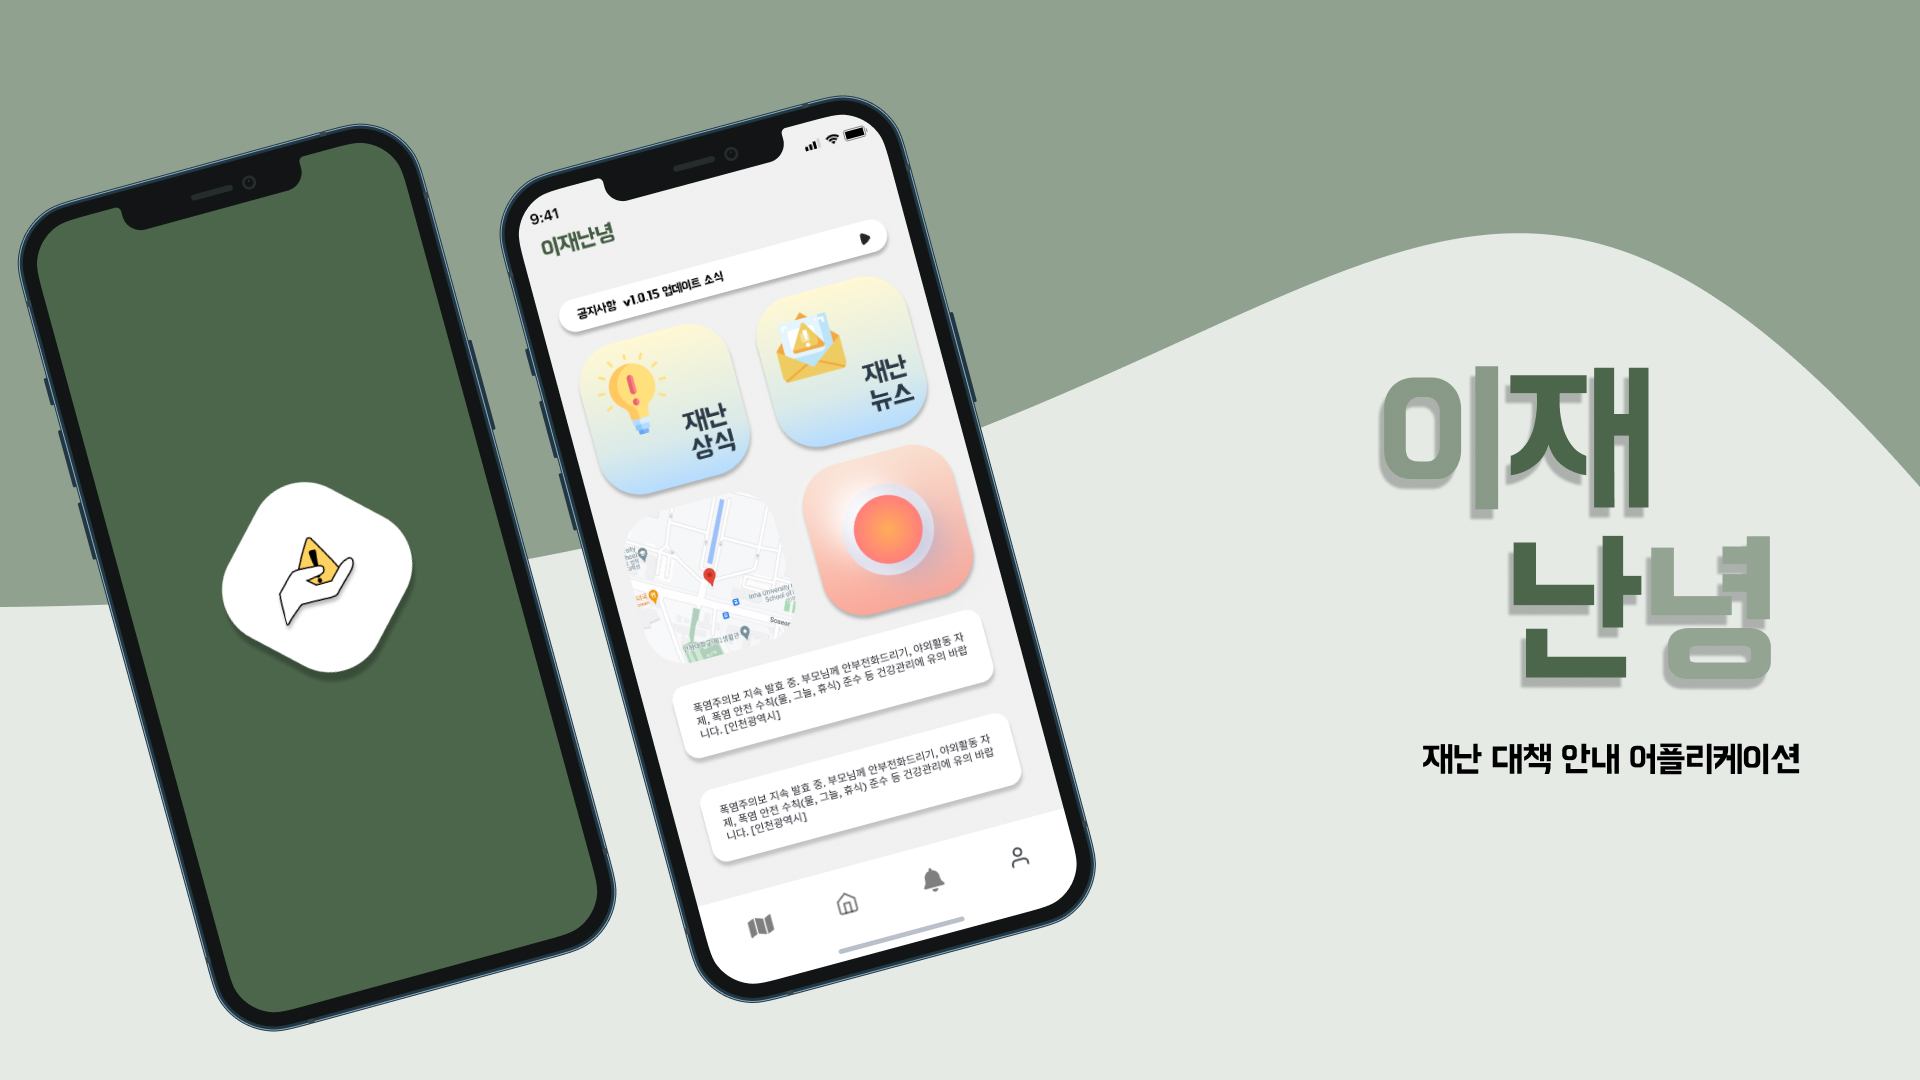 9:41
이재난녕
공지사항 v1.0.15 업데이트 소식
재난
상식
재난
뉴스
Inha University
School of
Soseor
폭염주의보 지속 발효 중. 부모님께 안부전화드리기, 야외활동 자
제, 폭염 안전 수칙(물, 그늘, 휴식) 준수 등 건강관리에 유의 바랍
니다. [인천광역시]
폭염주의보 지속 발효 중. 부모님께 안부전화드리기, 야외활동 자
제, 폭염 안전 수칙(물, 그늘, 휴식) 준수 등 건강관리에 유의 바랍
니다. [인천광역시]
이재
난녕
재난 대책 안내 어플리케이션